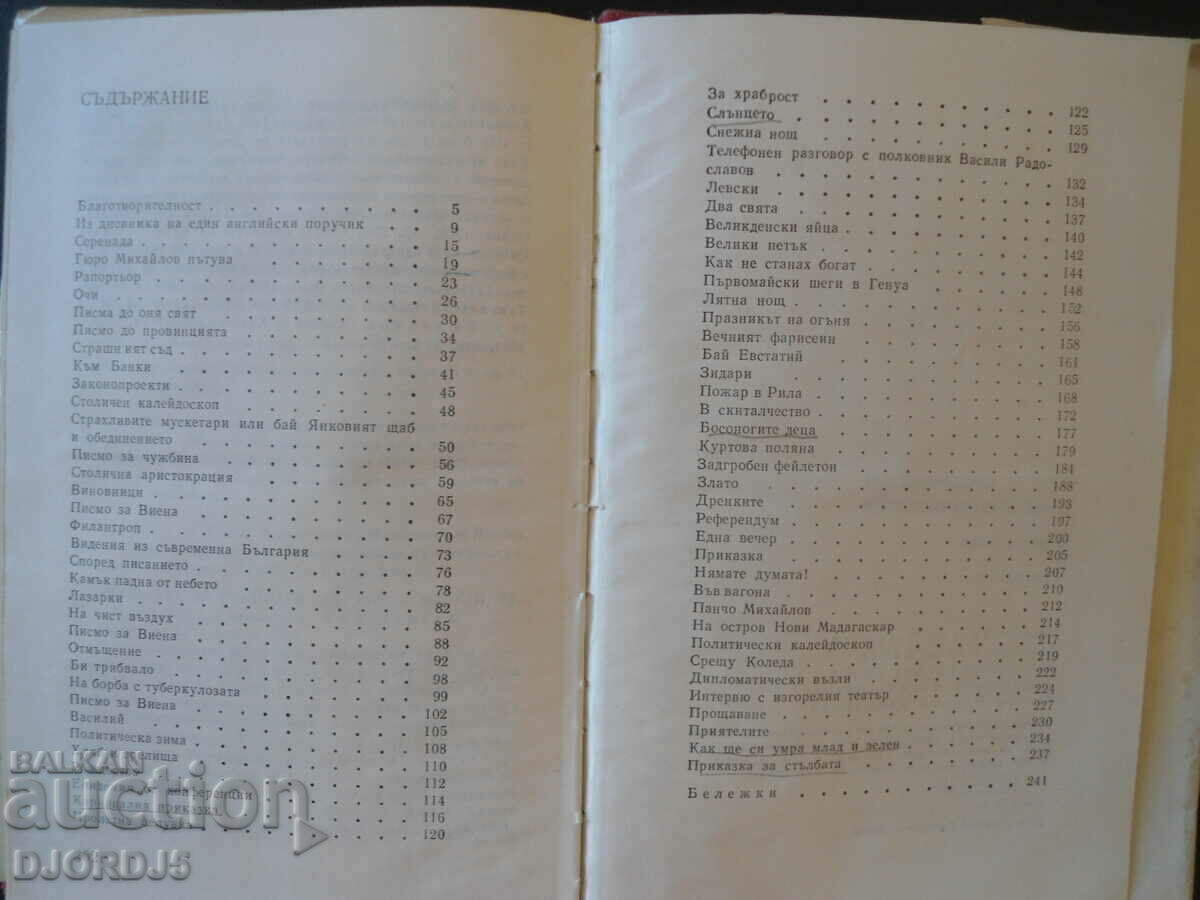 СЪДЪРЖАНИЕ
Благотворителност . . . . . . . . . . 5
Из дневника на един английски поручик . . 9
Серенада . . . . . . . . . . . . . . 15
Гюро Михайлов пътува . . . . . . . . . 19
Рапортьор . . . . . . . . . . . . . . 23
Очи . . . . . . . . . . . . . . . . 26
Писма до оня свят . . . . . . . . . . 30
Писмо до провинцията . . . . . . . . . 34
Страшният съд . . . . . . . . . . . . 37
Към Банки . . . . . . . . . . . . . . 41
Законопроекти . . . . . . . . . . . . 45
Столичен калейдоскоп . . . . . . . . . 48
Страхливите мускетари или бай Янковият щаб
и обединението . . . . . . . . . . . . 50
Писмо за чужбина . . . . . . . . . . . 56
Столична аристокрация . . . . . . . . 59
Виновници . . . . . . . . . . . . . . 65
Писмо за Виена . . . . . . . . . . . . 67
Филантроп . . . . . . . . . . . . . . 70
Видения из съвременна България . . . . 73
Според писанието . . . . . . . . . . . 76
Камък падна от небето . . . . . . . . 78
Лазарки . . . . . . . . . . . . . . . 82
На чист въздух . . . . . . . . . . . . 85
Писмо за Виена . . . . . . . . . . . . 88
Отмъщение . . . . . . . . . . . . . . 92
Би трябвало . . . . . . . . . . . . . 98
На борба с туберкулозата . . . . . . . 99
Писмо за Виена . . . . . . . . . . . . 102
Василий . . . . . . . . . . . . . . . 105
Политическа зима . . . . . . . . . . . 108
110
112
конференции 114
Карнавална приказка 116
120
За храброст . . . . . . . . . . . . . 122
Слънцето . . . . . . . . . . . . . . 125
Снежна нощ . . . . . . . . . . . . . 129
Телефонен разговор с полковник Васили Радо-
славов . . . . . . . . . . . . . . . 132
Левски . . . . . . . . . . . . . . . 134
Два свята . . . . . . . . . . . . . . 137
Великденски яйца . . . . . . . . . . . 140
Велики петък . . . . . . . . . . . . . 142
Как не станах богат . . . . . . . . . 144
Първомайски шеги в Генуа . . . . . . . 148
Лятна нощ . . . . . . . . . . . . . . 152
Празникът на огъня . . . . . . . . . . 156
Вечният фарисеин . . . . . . . . . . . 158
Бай Евстатий . . . . . . . . . . . . . 161
Зидари . . . . . . . . . . . . . . . 165
Пожар в Рила . . . . . . . . . . . . . 168
В скиталчество . . . . . . . . . . . . 172
Босоногите деца . . . . . . . . . . . 177
Куртова поляна . . . . . . . . . . . . 179
Задгробен фейлетон . . . . . . . . . . 184
Злато . . . . . . . . . . . . . . . . 188
Дренките . . . . . . . . . . . . . . 193
Референдум . . . . . . . . . . . . . . 197
Една вечер . . . . . . . . . . . . . . 200
Приказка . . . . . . . . . . . . . . 205
Нямате думата! . . . . . . . . . . . . 207
Във вагона . . . . . . . . . . . . . . 210
Панчо Михайлов . . . . . . . . . . . . 212
На остров Нови Мадагаскар . . . . . . 214
Политически калейдоскоп . . . . . . . 217
Срещу Коледа . . . . . . . . . . . . . 219
Дипломатически възли . . . . . . . . . 222
Интервю с изгорелия театър . . . . . . 224
Прощаване . . . . . . . . . . . . . . 227
Приятелите . . . . . . . . . . . . . . 230
Как ще си умра млад и зелен . . . . . 234
Приказка за стълбата . . . . . . . . . 237
Бележки . . . . . . . . . . . . . . . 241
BALKAN
auction
DJORDJ5